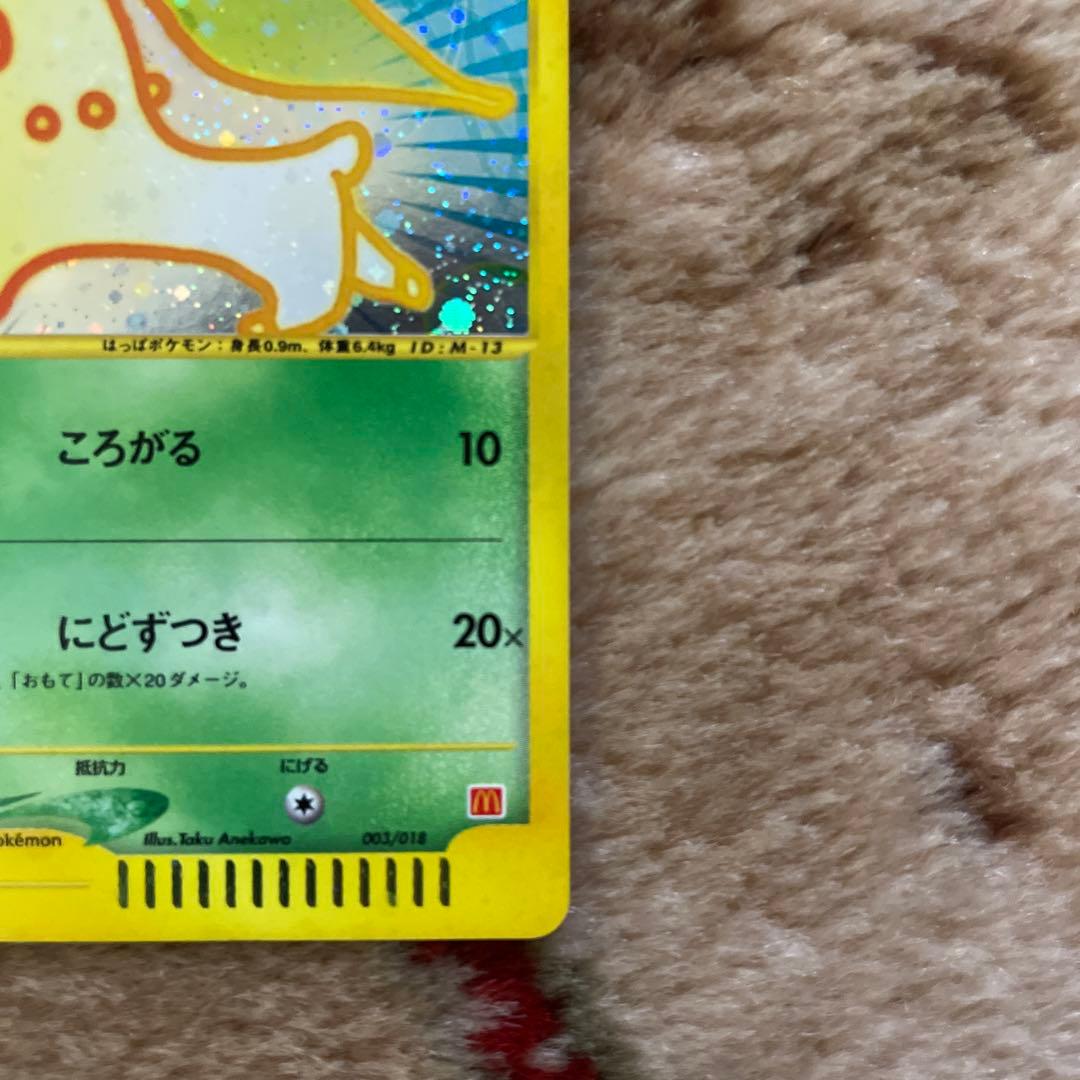 はっぱポケモン：身長0.9m、体重6.4kg ID:M-13
ころがる 10
にどずつき 20×
「おもて」の数×20ダメージ。
抵抗力 にげる
okémon Illus.Taku Anekawa 003/018